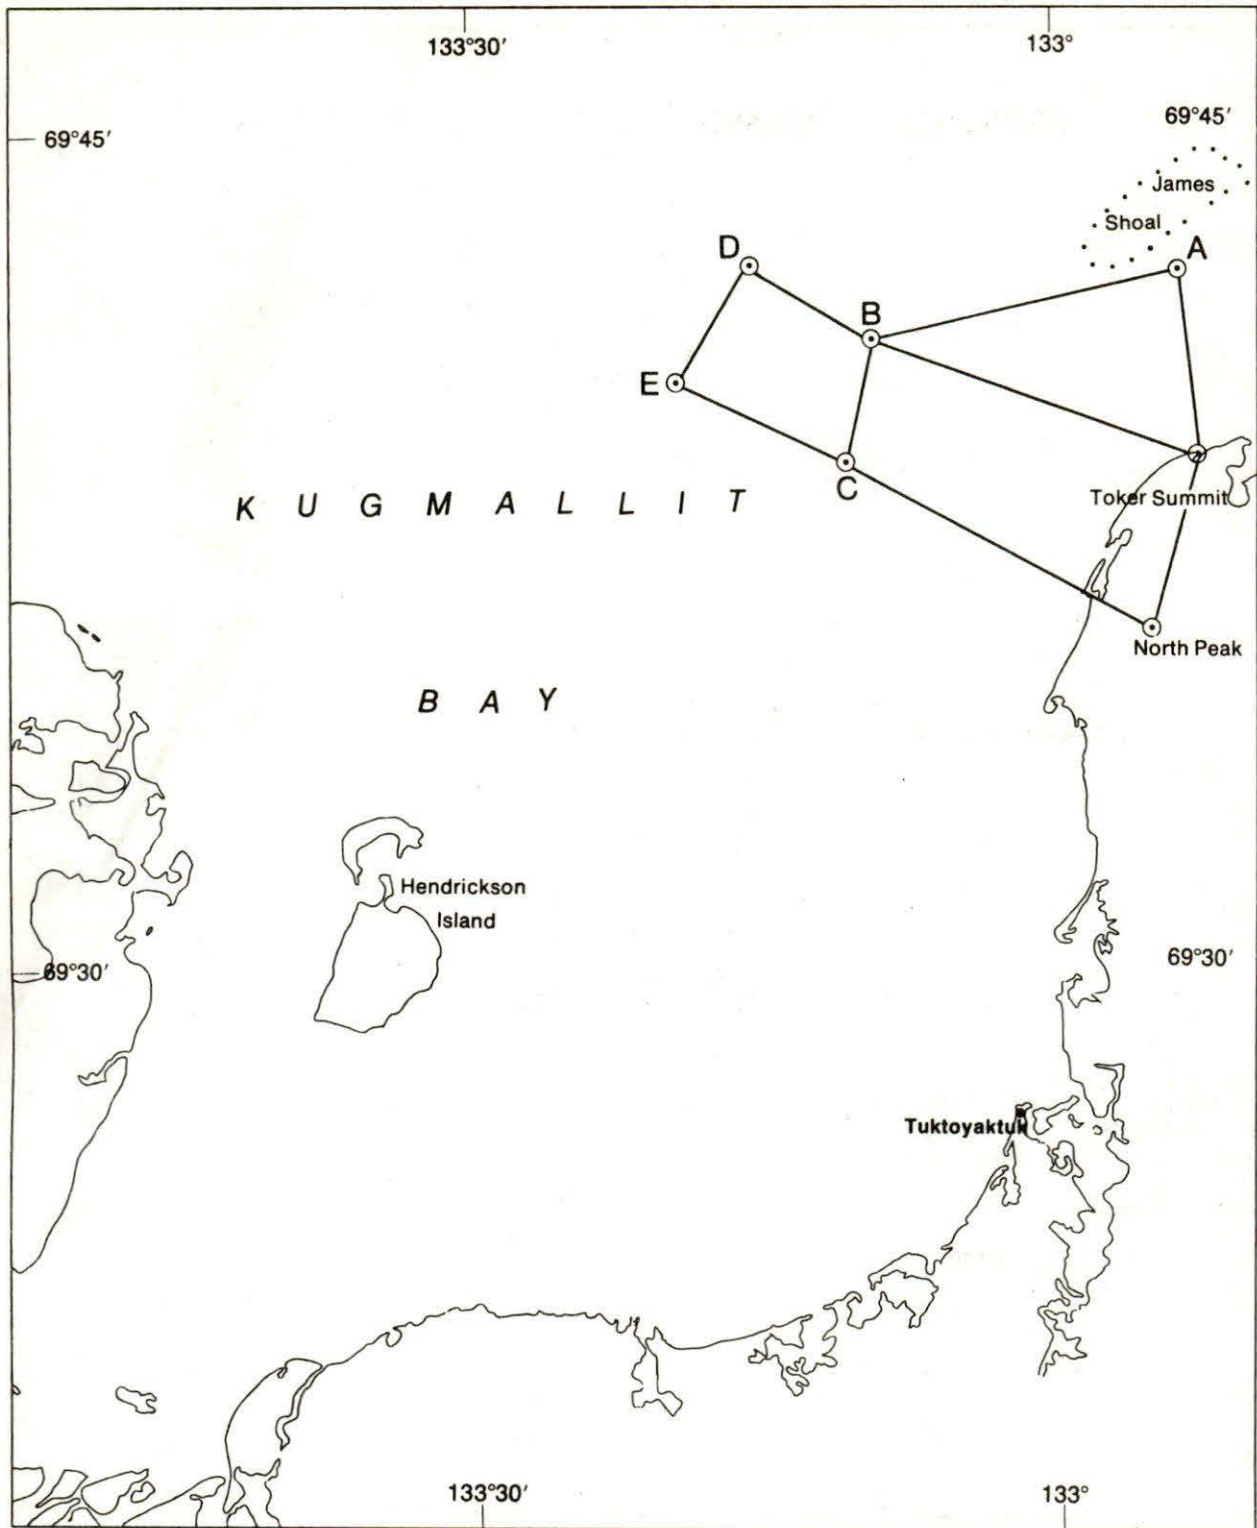 133°30′ 133°
69°45′ 69°45′
James
Shoal
D A
B
E
C
K U G M A L L I T
Toker Summit
North Peak
B A Y
Hendrickson
Island
69°30′ 69°30′
Tuktoyaktuk
133°30′ 133°